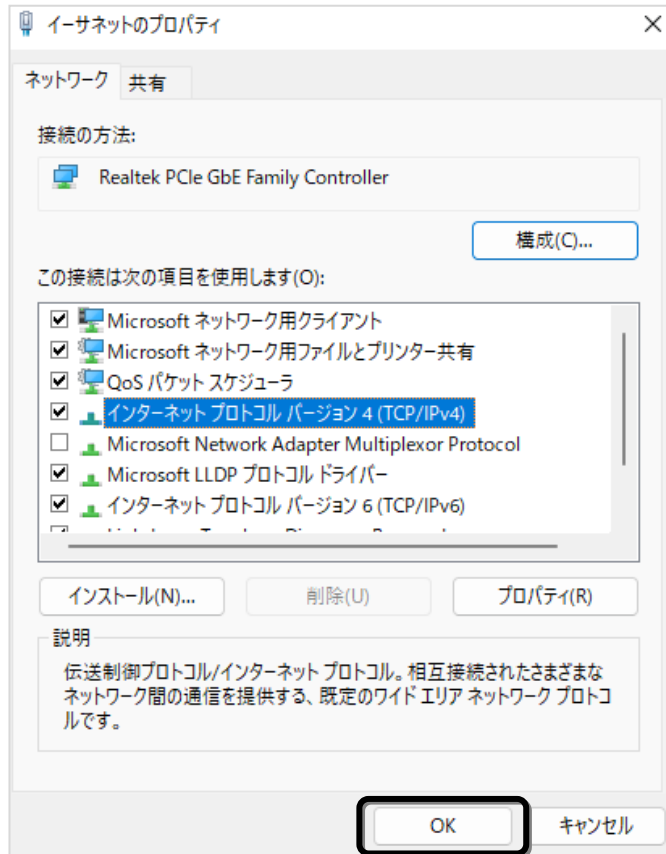 イーサネットのプロパティ
ネットワーク 共有
接続の方法:
Realtek PCIe GbE Family Controller
構成(C)...
この接続は次の項目を使用します(O):
Microsoft ネットワーク用クライアント
Microsoft ネットワーク用ファイルとプリンター共有
QoS パケット スケジューラ
インターネット プロトコル バージョン 4 (TCP/IPv4)
Microsoft Network Adapter Multiplexor Protocol
Microsoft LLDP プロトコル ドライバー
インターネット プロトコル バージョン 6 (TCP/IPv6)
インストール(N)... 削除(U) プロパティ(R)
説明
伝送制御プロトコル/インターネット プロトコル。相互接続されたさまざまな
ネットワーク間の通信を提供する、既定のワイド エリア ネットワーク プロトコ
ルです。
OK キャンセル